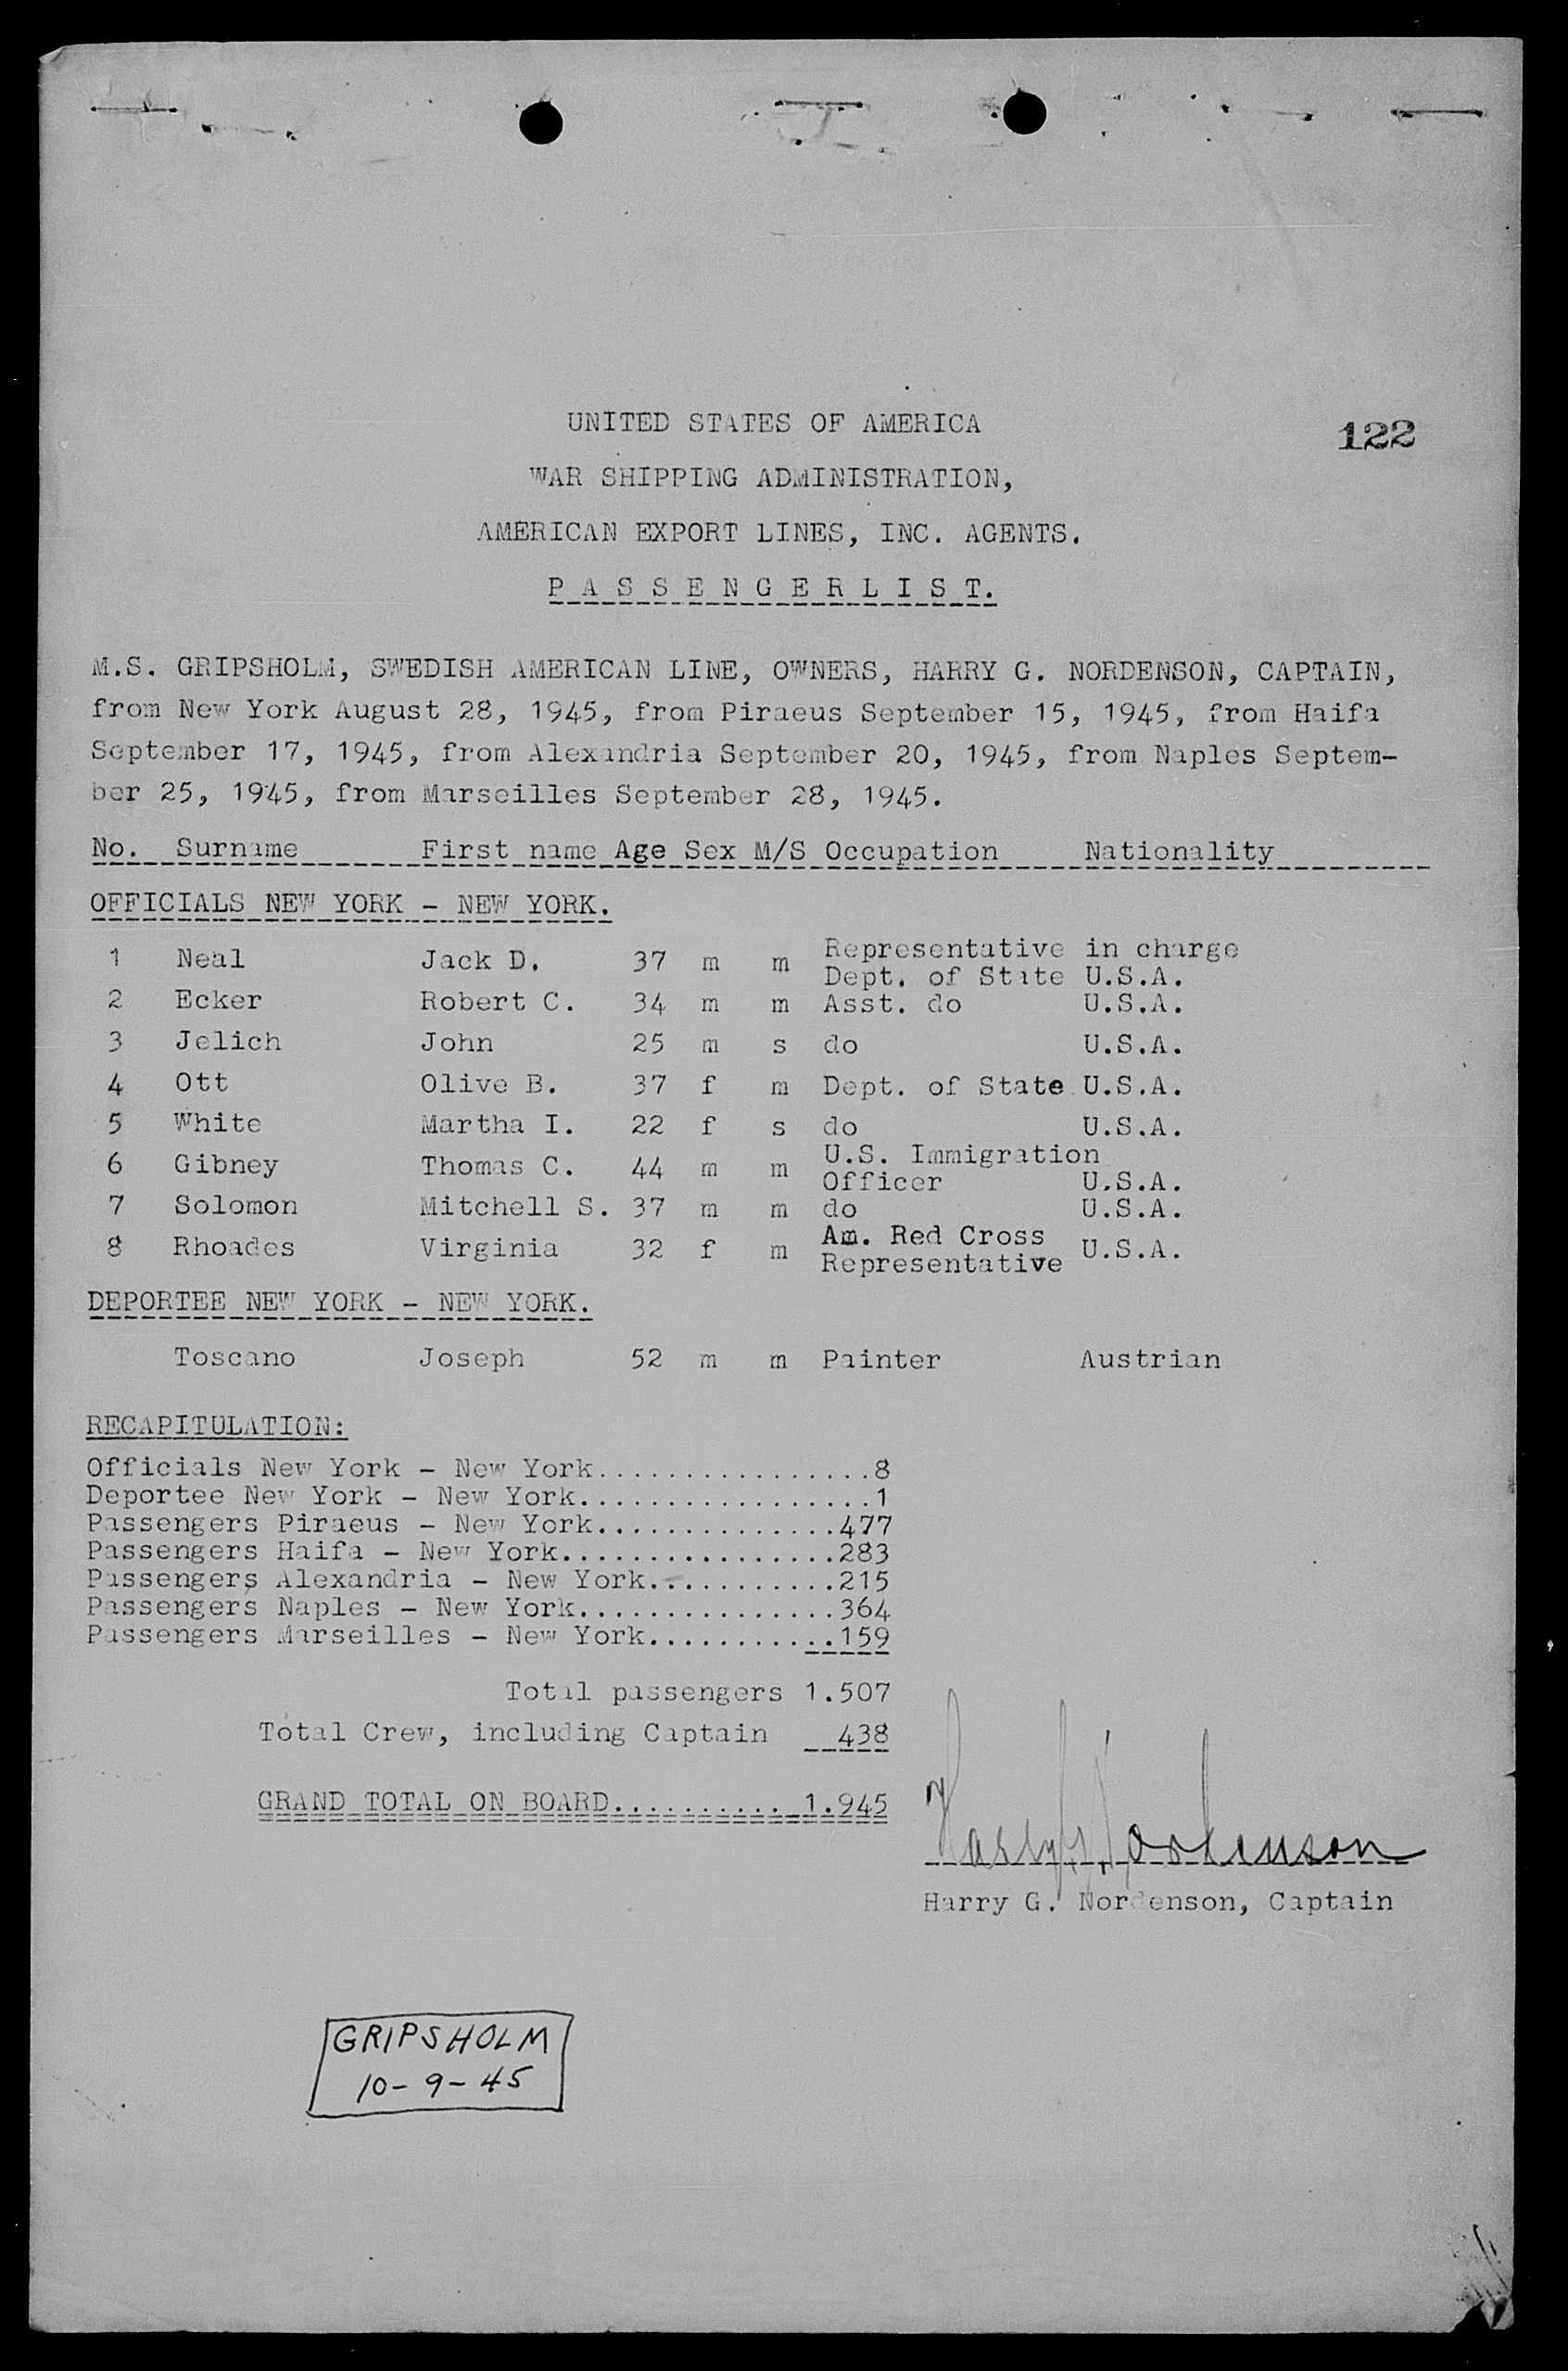 UNITED STATES OF AMERICA
122
WAR SHIPPING ADMINISTRATION,
AMERICAN EXPORT LINES, INC. AGENTS.
P A S S E N G E R L I S T.
M.S. GRIPSHOLM, SWEDISH AMERICAN LINE, OWNERS, HARRY G. NORDENSON, CAPTAIN,
from New York August 28, 1945, from Piraeus September 15, 1945, from Haifa
September 17, 1945, from Alexandria September 20, 1945, from Naples Septem-
ber 25, 1945, from Marseilles September 28, 1945.
No. Surname First name Age Sex M/S Occupation Nationality
OFFICIALS NEW YORK - NEW YORK.
1 Neal Jack D. 37 m m Representative in charge
Dept. of State U.S.A.
2 Ecker Robert C. 34 m m Asst. do U.S.A.
3 Jelich John 25 m s do U.S.A.
4 Ott Olive B. 37 f m Dept. of State U.S.A.
5 White Martha I. 22 f s do U.S.A.
6 Gibney Thomas C. 44 m m U.S. Immigration
Officer U.S.A.
7 Solomon Mitchell S. 37 m m do U.S.A.
8 Rhoades Virginia 32 f m Am. Red Cross
Representative U.S.A.
DEPORTEE NEW YORK - NEW YORK.
Toscano Joseph 52 m m Painter Austrian
RECAPITULATION:
Officials New York - New York................8
Deportee New York - New York.................1
Passengers Piraeus - New York..............477
Passengers Haifa - New York................283
Passengers Alexandria - New York...........215
Passengers Naples - New York...............364
Passengers Marseilles - New York...........159
Total passengers 1.507
Total Crew, including Captain 438
GRAND TOTAL ON BOARD.......... 1.945
Harry G. Nordenson
Harry G. Nordenson, Captain
GRIPSHOLM
10-9-45